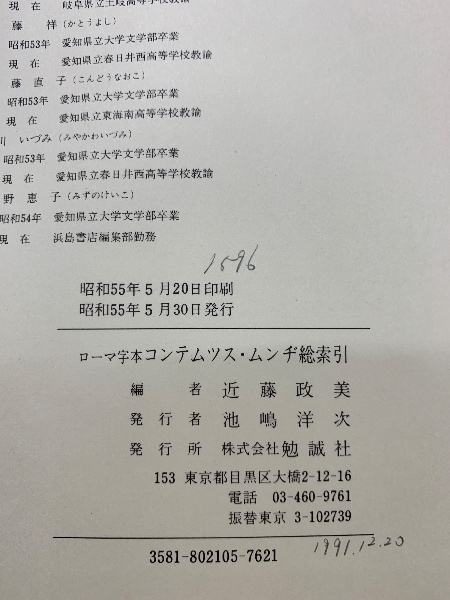 現在 岐阜県立土岐高等学校教諭
藤 祥(かとうよし)
昭和53年 愛知県立大学文学部卒業
現在 愛知県立春日井西高等学校教諭
藤直子(こんどうなおこ)
昭和53年 愛知県立大学文学部卒業
現在 愛知県立東海南高等学校教諭
川 いづみ(みやかわいづみ)
昭和53年 愛知県立大学文学部卒業
現在 愛知県立春日井西高等学校教諭
野恵子(みずのけいこ)
昭和54年 愛知県立大学文学部卒業
現在 浜島書店編集部勤務
1596
昭和55年5月20日印刷
昭和55年5月30日発行
ローマ字本コンテムツス・ムンヂ総索引
編者 近藤政美
発行者 池嶋洋次
発行所 株式会社勉誠社
153 東京都目黒区大橋2-12-16
電話 03-460-9761
振替東京 3-102739
3581-802105-7621
1991.12.20